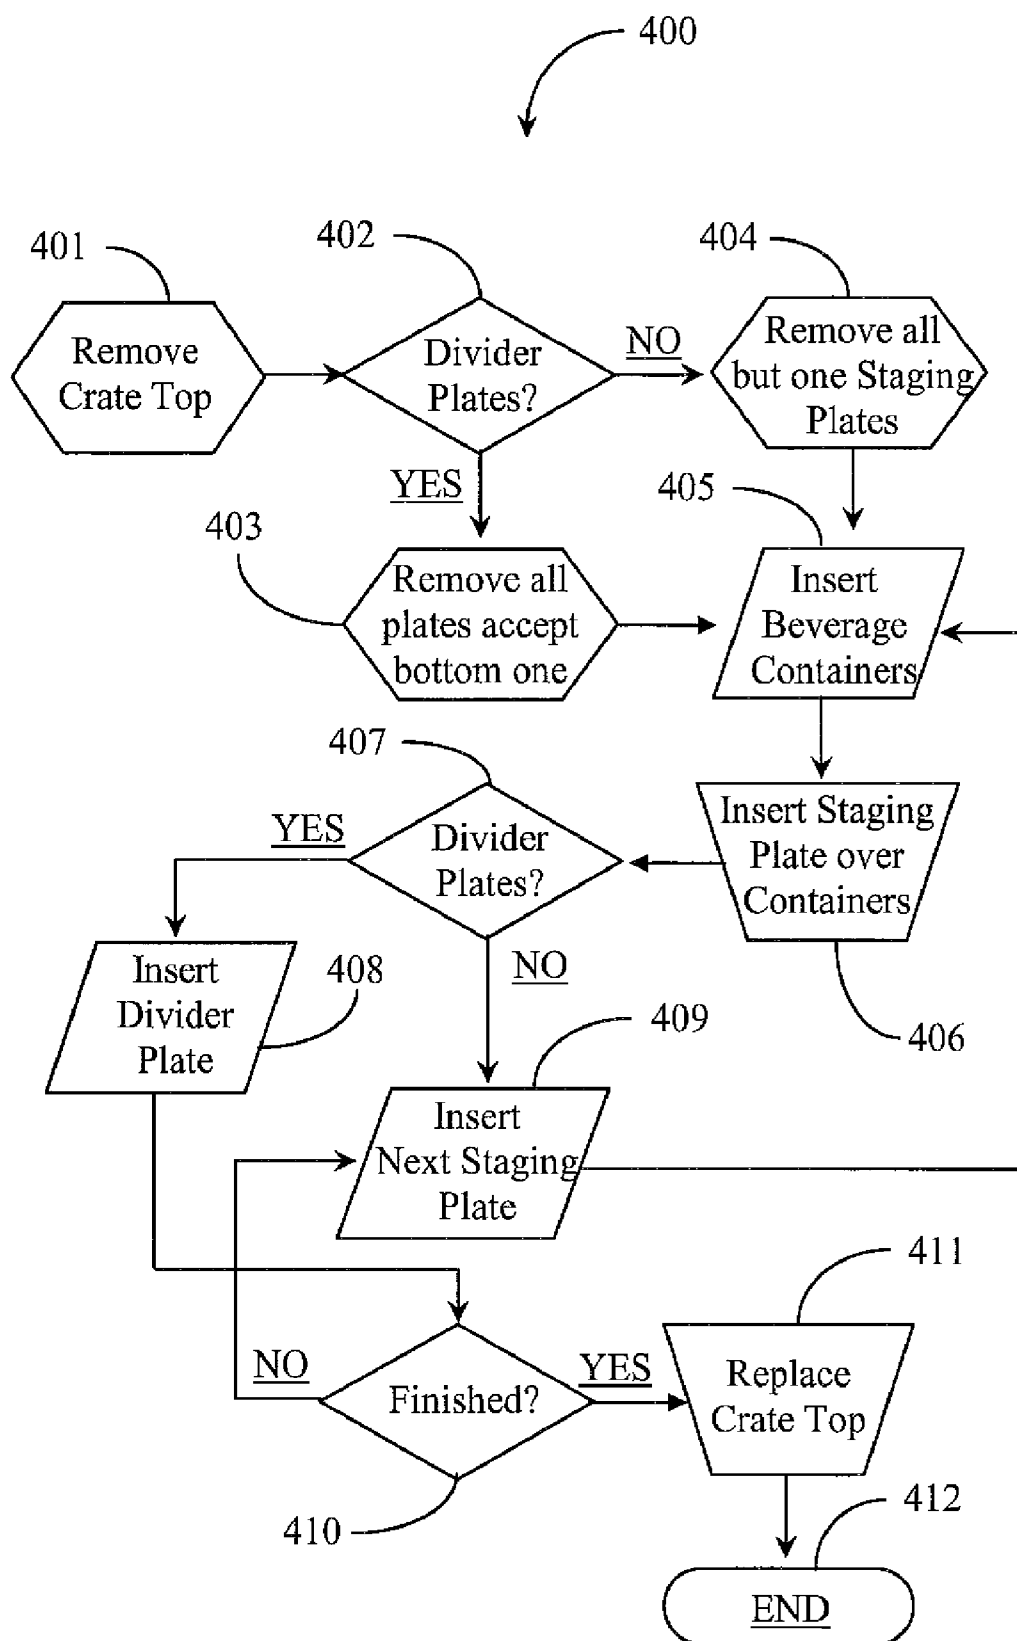 400
401
402
404
Remove
Crate Top
Divider
Plates?
NO
Remove all
but one Staging
Plates
YES
405
403
Remove all
plates accept
bottom one
Insert
Beverage
Containers
407
YES
Divider
Plates?
Insert Staging
Plate over
Containers
NO
Insert
Divider
Plate
408
409
406
Insert
Next Staging
Plate
411
NO
Finished?
YES
Replace
Crate Top
410
412
END